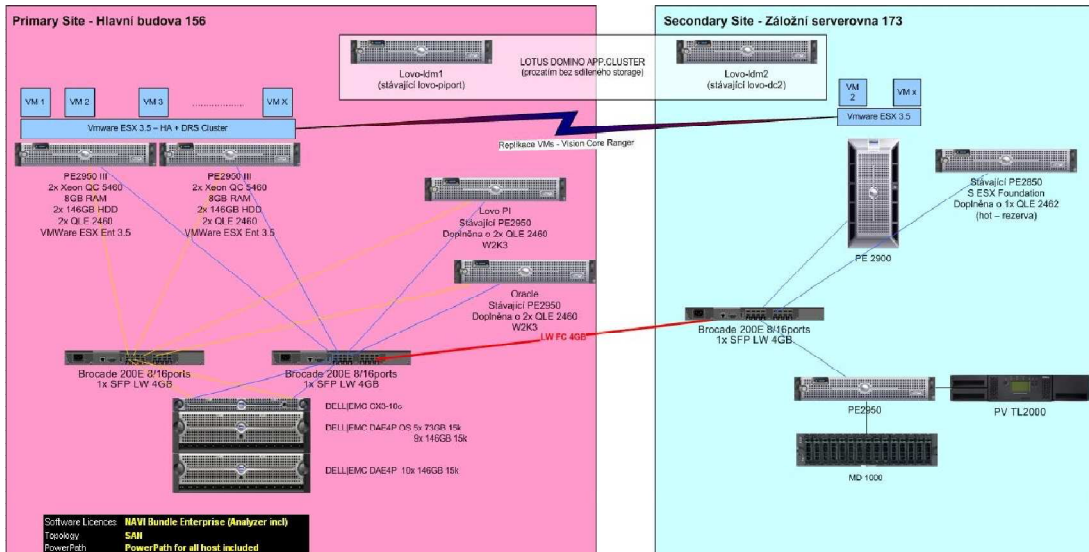 Primary Site - Hlavní budova 156
Secondary Site - Záložní serverovna 173
LOTUS DOMINO APP.CLUSTER
(prozatím bez sdíleného storage)
Lovo-ldm1
(stávající lovo-piport)
Lovo-ldm2
(stávající lovo-dc2)
VM 1
VM 2
VM 3
VM X
Vmware ESX 3.5 – HA + DRS Cluster
VM
2
VM x
Vmware ESX 3.5
Replikace VMs - Vision Core Ranger
PE2950 III
2x Xeon QC 5460
8GB RAM
2x 146GB HDD
2x QLE 2460
VMWare ESX Ent 3.5
PE2950 III
2x Xeon QC 5460
8GB RAM
2x 146GB HDD
2x QLE 2460
VMWare ESX Ent 3.5
Lovo PI
Stávající PE2950
Doplněna o 2x QLE 2460
W2K3
Oracle
Stávající PE2950
Doplněna o 2x QLE 2460
W2K3
PE 2900
Stávající PE2850
S ESX Foundation
Doplněna o 1x QLE 2462
(hot – rezerva)
LW FC 4GB
Brocade 200E 8/16ports
1x SFP LW 4GB
Brocade 200E 8/16ports
1x SFP LW 4GB
Brocade 200E 8/16ports
1x SFP LW 4GB
DELL|EMC CX3-10c
DELL|EMC DAE4P OS 5x 73GB 15k
9x 146GB 15k
DELL|EMC DAE4P 10x 146GB 15k
PE2950
PV TL2000
MD 1000
Software Licences NAVI Bundle Enterprise (Analyzer incl)
Topology SAN
PowerPath PowerPath for all host included